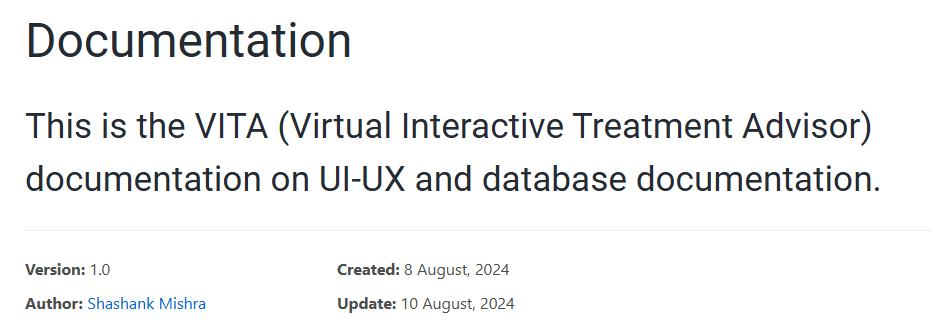 Documentation
This is the VITA (Virtual Interactive Treatment Advisor)
documentation on UI-UX and database documentation.
Version: 1.0
Created: 8 August, 2024
Author: Shashank Mishra
Update: 10 August, 2024